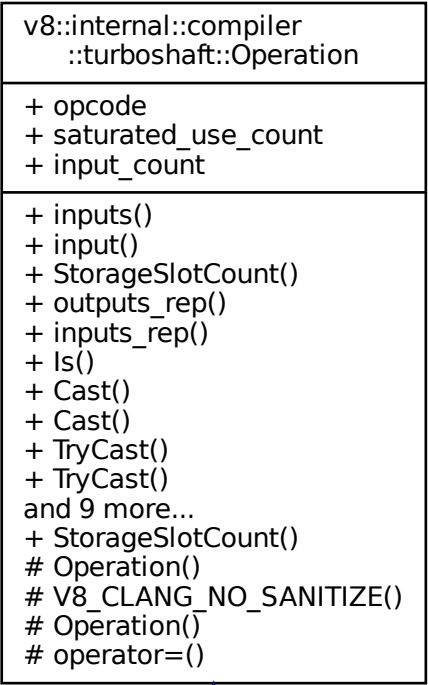 v8::internal::compiler
::turboshaft::Operation
+ opcode
+ saturated_use_count
+ input_count
+ inputs()
+ input()
+ StorageSlotCount()
+ outputs_rep()
+ inputs_rep()
+ Is()
+ Cast()
+ Cast()
+ TryCast()
+ TryCast()
and 9 more...
+ StorageSlotCount()
# Operation()
# V8_CLANG_NO_SANITIZE()
# Operation()
# operator=()